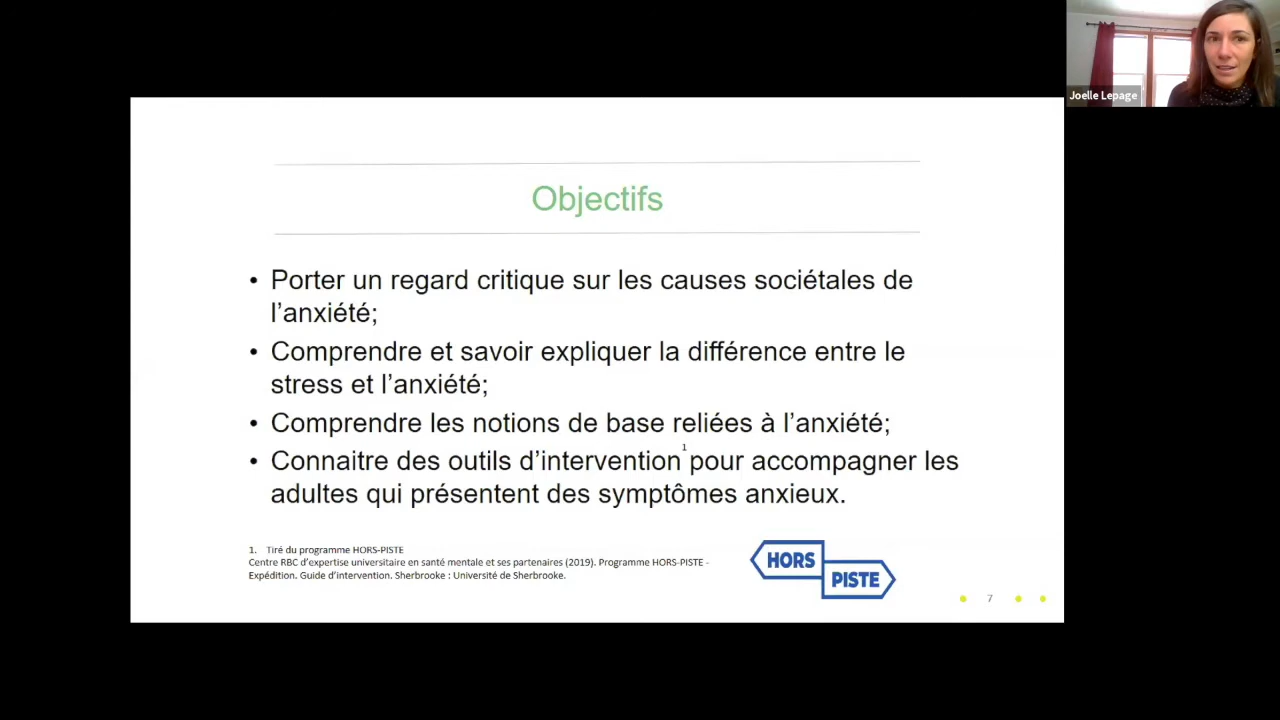 Joelle Lepage
Objectifs
• Porter un regard critique sur les causes sociétales de
l'anxiété;
• Comprendre et savoir expliquer la différence entre le
stress et l'anxiété;
• Comprendre les notions de base reliées à l'anxiété;
• Connaitre des outils d'intervention¹ pour accompagner les
adultes qui présentent des symptômes anxieux.
1. Tiré du programme HORS-PISTE
Centre RBC d'expertise universitaire en santé mentale et ses partenaires (2019). Programme HORS-PISTE -
Expédition. Guide d'intervention. Sherbrooke : Université de Sherbrooke.
HORS
PISTE
7